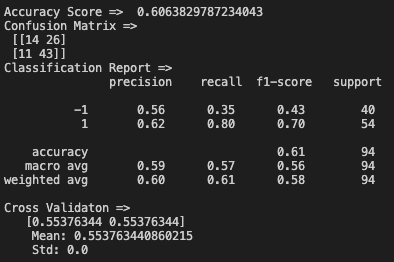 Accuracy Score =>  0.6063829787234043
Confusion Matrix =>
[[14 26]
[11 43]]
Classification Report =>
precision    recall  f1-score   support
-1       0.56      0.35      0.43        40
1       0.62      0.80      0.70        54
accuracy                           0.61        94
macro avg       0.59      0.57      0.56        94
weighted avg       0.60      0.61      0.58        94
Cross Validaton =>
[0.55376344 0.55376344]
Mean: 0.553763440860215
Std: 0.0